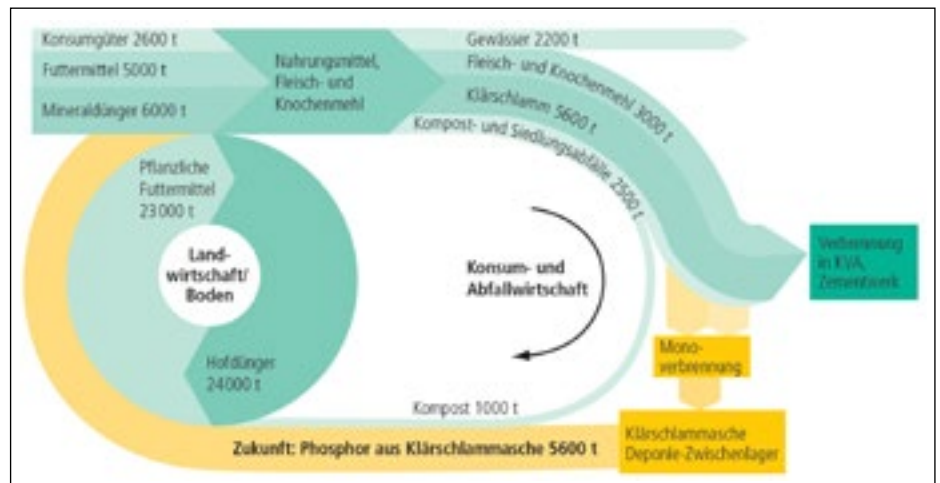 Konsumgüter 2600 t
Futtermittel 5000 t
Mineraldünger 6000 t
Nahrungsmittel,
Fleisch- und
Knochenmehl
Gewässer 2200 t
Fleisch- und Knochenmehl 3000 t
Klärschlamm 5600 t
Kompost- und Siedlungsabfälle 2500 t
Pflanzliche
Futtermittel
23 000 t
Land-
wirtschaft/
Boden
Hofdünger
24 000 t
Konsum- und
Abfallwirtschaft
Verbrennung
in KVA,
Zementwerk
Mono-
verbrennung
Kompost 1000 t
Zukunft: Phosphor aus Klärschlammasche 5600 t
Klärschlammasche
Deponie-Zwischenlager